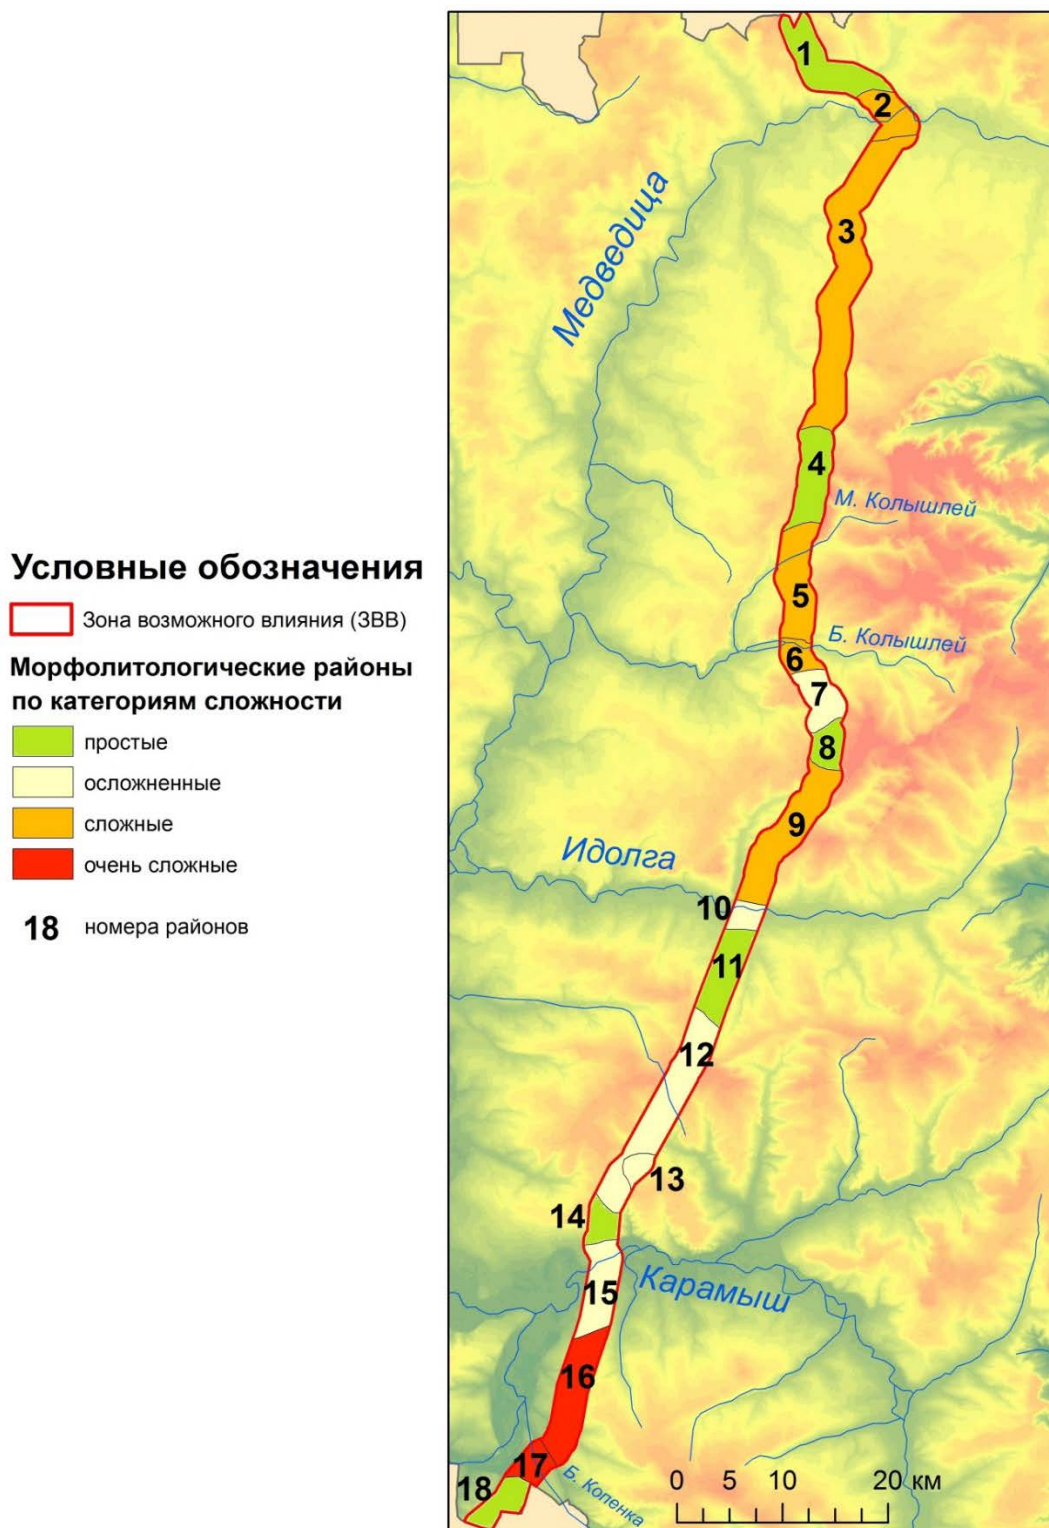 Условные обозначения
Зона возможного влияния (ЗВВ)
Морфолитологические районы
по категориям сложности
простые
осложненные
сложные
очень сложные
18 номера районов
1
2
Медведица
3
4
М. Колышлей
5
Б. Колышлей
6
7
8
9
Идолга
10
11
12
13
14
Карамыш
15
16
17
Б. Копенка
18
0 5 10 20 км